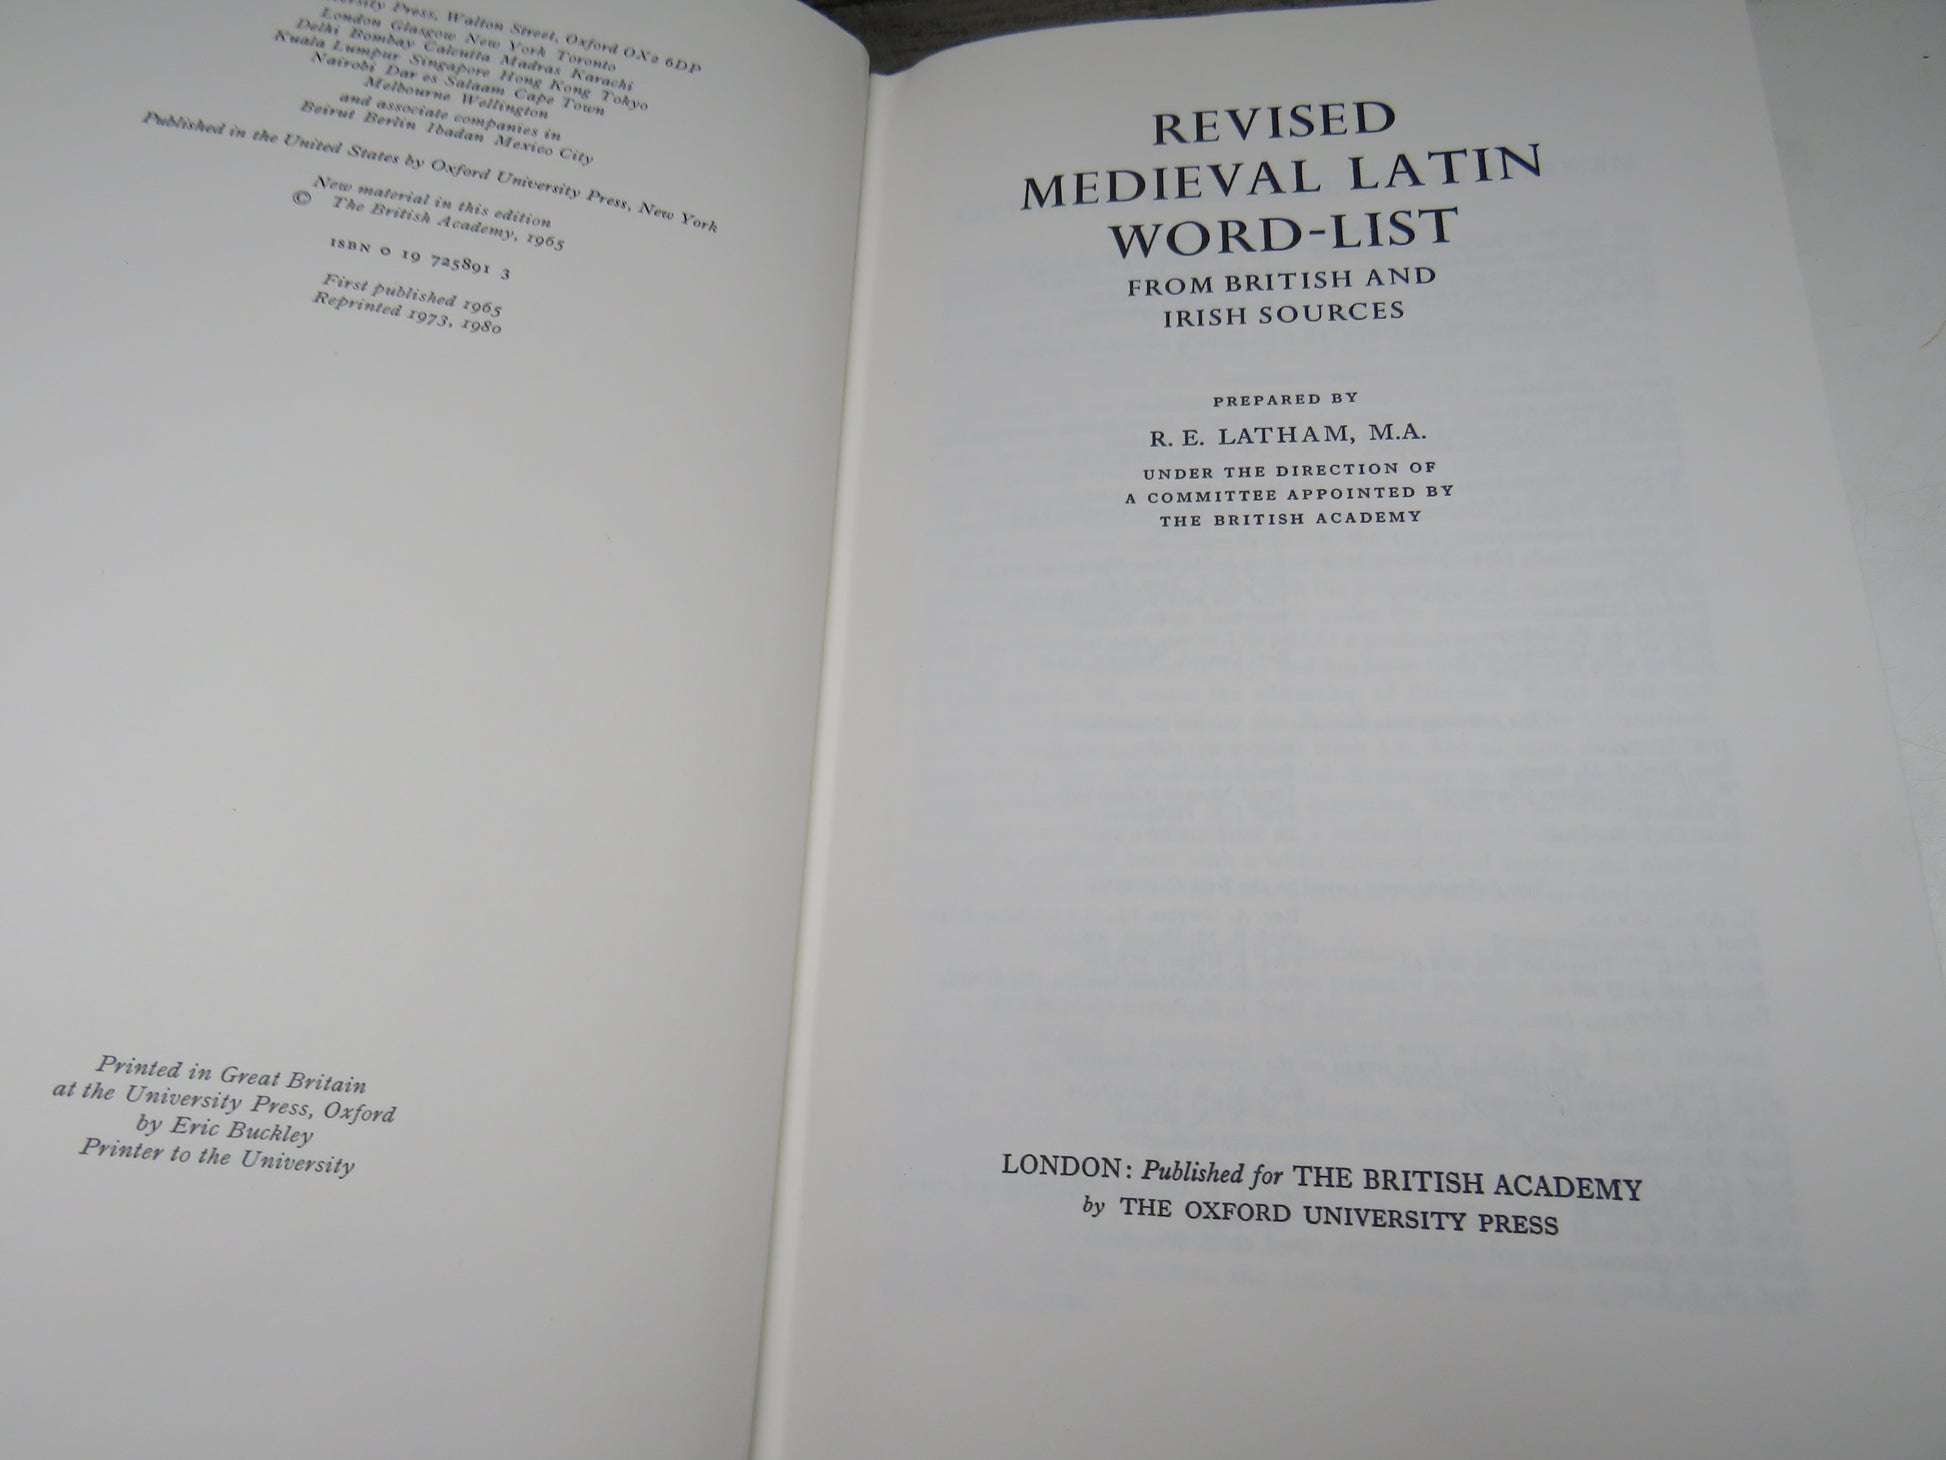 Press, Walton Street, Oxford OX2 6DP
London Glasgow New York Toronto
Delhi Bombay Calcutta Madras Karachi
Kuala Lumpur Singapore Hong Kong Tokyo
Nairobi Dar es Salaam Cape Town
Melbourne Wellington
and associate companies in
Beirut Berlin Ibadan Mexico City
Published in the United States by Oxford University Press, New York
New material in this edition
© The British Academy, 1965
ISBN 0 19 725891 3
First published 1965
Reprinted 1973, 1980
Printed in Great Britain
at the University Press, Oxford
by Eric Buckley
Printer to the University
REVISED
MEDIEVAL LATIN
WORD-LIST
FROM BRITISH AND
IRISH SOURCES
PREPARED BY
R. E. LATHAM, M.A.
UNDER THE DIRECTION OF
A COMMITTEE APPOINTED BY
THE BRITISH ACADEMY
LONDON: Published for THE BRITISH ACADEMY
by THE OXFORD UNIVERSITY PRESS